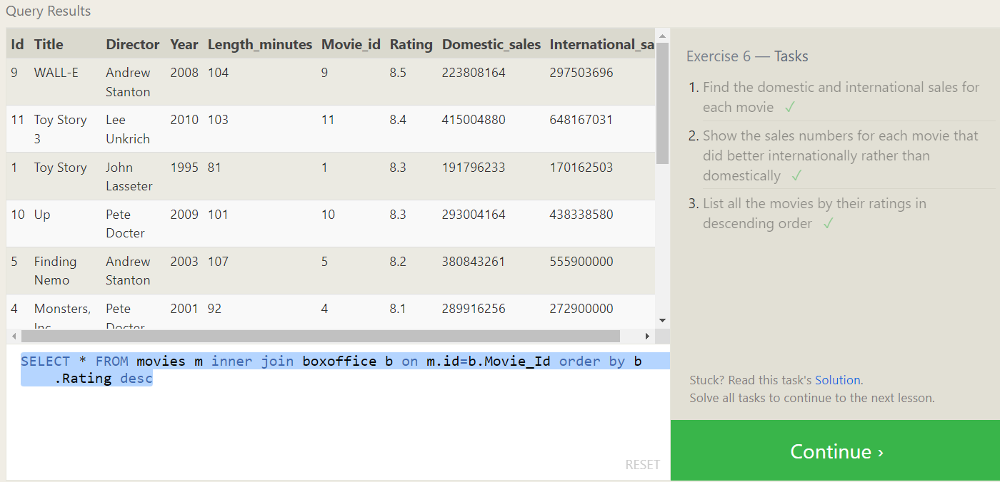 Query Results
Id Title Director Year Length_minutes Movie_id Rating Domestic_sales International_sa
9 WALL-E Andrew Stanton 2008 104 9 8.5 223808164 297503696
11 Toy Story 3 Lee Unkrich 2010 103 11 8.4 415004880 648167031
1 Toy Story John Lasseter 1995 81 1 8.3 191796233 170162503
10 Up Pete Docter 2009 101 10 8.3 293004164 438338580
5 Finding Nemo Andrew Stanton 2003 107 5 8.2 380843261 555900000
4 Monsters, Inc. Pete Docter 2001 92 4 8.1 289916256 272900000
SELECT * FROM movies m inner join boxoffice b on m.id=b.Movie_Id order by b
.Rating desc
RESET
Exercise 6 — Tasks
1. Find the domestic and international sales for
each movie ✓
2. Show the sales numbers for each movie that
did better internationally rather than
domestically ✓
3. List all the movies by their ratings in
descending order ✓
Stuck? Read this task's Solution.
Solve all tasks to continue to the next lesson.
Continue ›